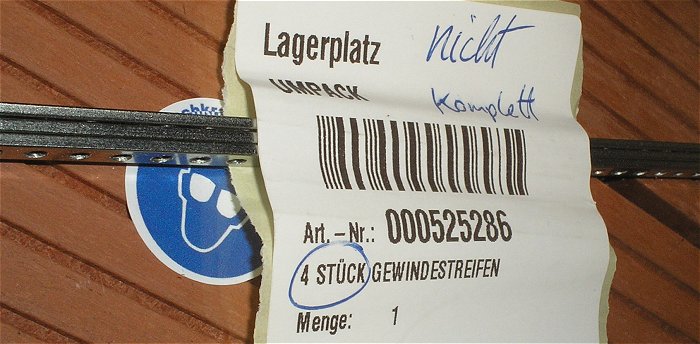 Lagerplatz nicht
UMPACK Komplett
Art.-Nr.: 000525286
4 STÜCK GEWINDESTREIFEN
Menge: 1